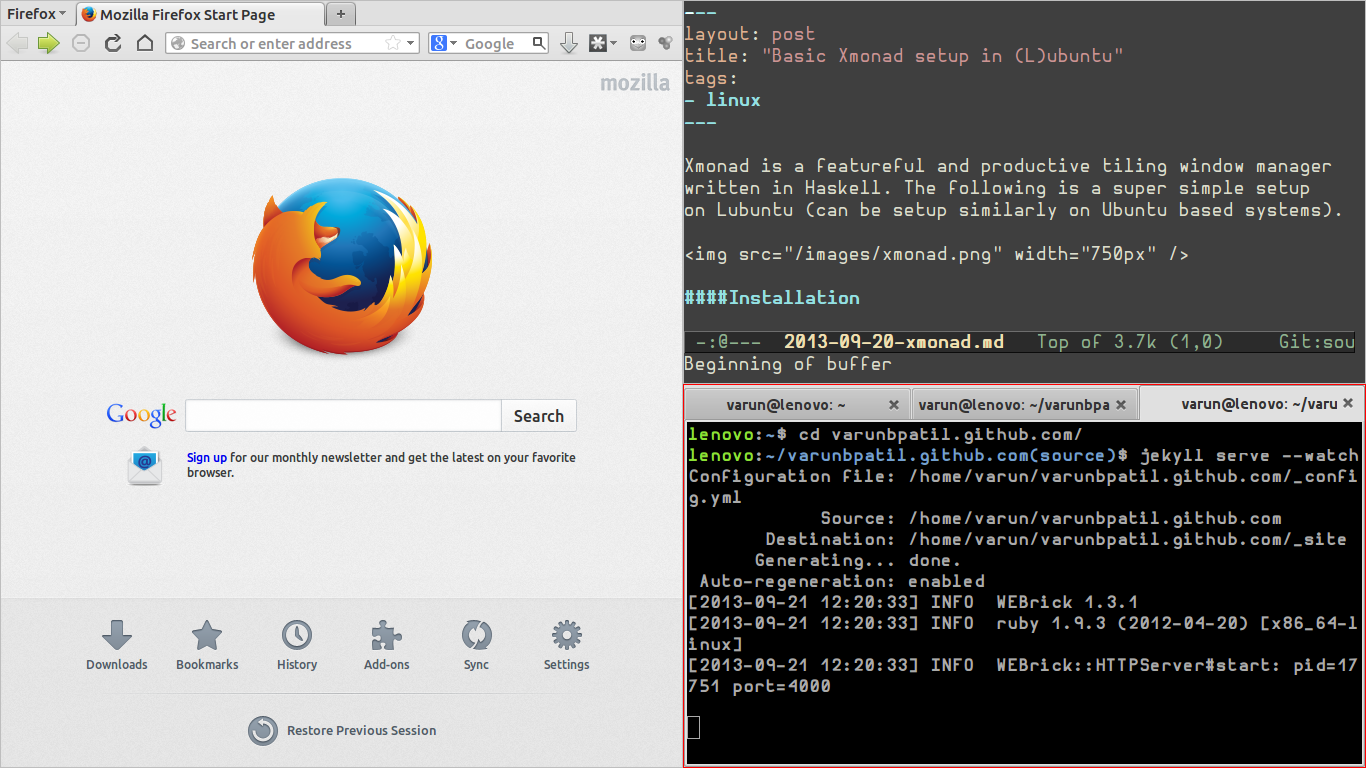 Firefox
Mozilla Firefox Start Page
Search or enter address
Google
mozilla
Google
Search
Sign up for our monthly newsletter and get the latest on your favorite
browser.
Downloads
Bookmarks
History
Add-ons
Sync
Settings
Restore Previous Session
---
layout: post
title: "Basic Xmonad setup in (L)ubuntu"
tags:
- linux
---
Xmonad is a featureful and productive tiling window manager
written in Haskell. The following is a super simple setup
on Lubuntu (can be setup similarly on Ubuntu based systems).
<img src="/images/xmonad.png" width="750px" />
####Installation
-:@--- 2013-09-20-xmonad.md Top of 3.7k (1,0) Git:sou
Beginning of buffer
varun@lenovo: ~
varun@lenovo: ~/varunbpa
varun@lenovo: ~/varu
lenovo:~$ cd varunbpatil.github.com/
lenovo:~/varunbpatil.github.com(source)$ jekyll serve --watch
Configuration file: /home/varun/varunbpatil.github.com/_confi
g.yml
Source: /home/varun/varunbpatil.github.com
Destination: /home/varun/varunbpatil.github.com/_site
Generating... done.
Auto-regeneration: enabled
[2013-09-21 12:20:33] INFO  WEBrick 1.3.1
[2013-09-21 12:20:33] INFO  ruby 1.9.3 (2012-04-20) [x86_64-l
inux]
[2013-09-21 12:20:33] INFO  WEBrick::HTTPServer#start: pid=17
751 port=4000